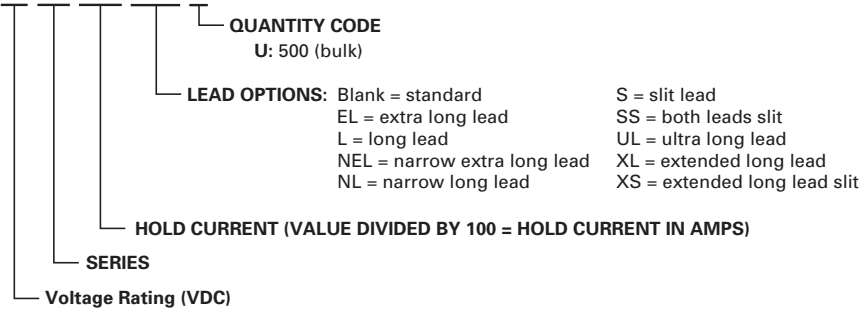 QUANTITY CODE
U: 500 (bulk)
LEAD OPTIONS: Blank = standard S = slit lead
EL = extra long lead SS = both leads slit
L = long lead UL = ultra long lead
NEL = narrow extra long lead XL = extended long lead
NL = narrow long lead XS = extended long lead slit
HOLD CURRENT (VALUE DIVIDED BY 100 = HOLD CURRENT IN AMPS)
SERIES
Voltage Rating (VDC)